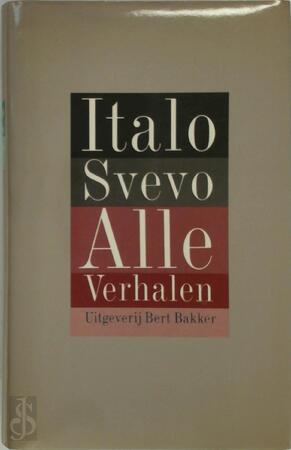 Italo
Svevo
Alle
Verhalen
Uitgeverij Bert Bakker